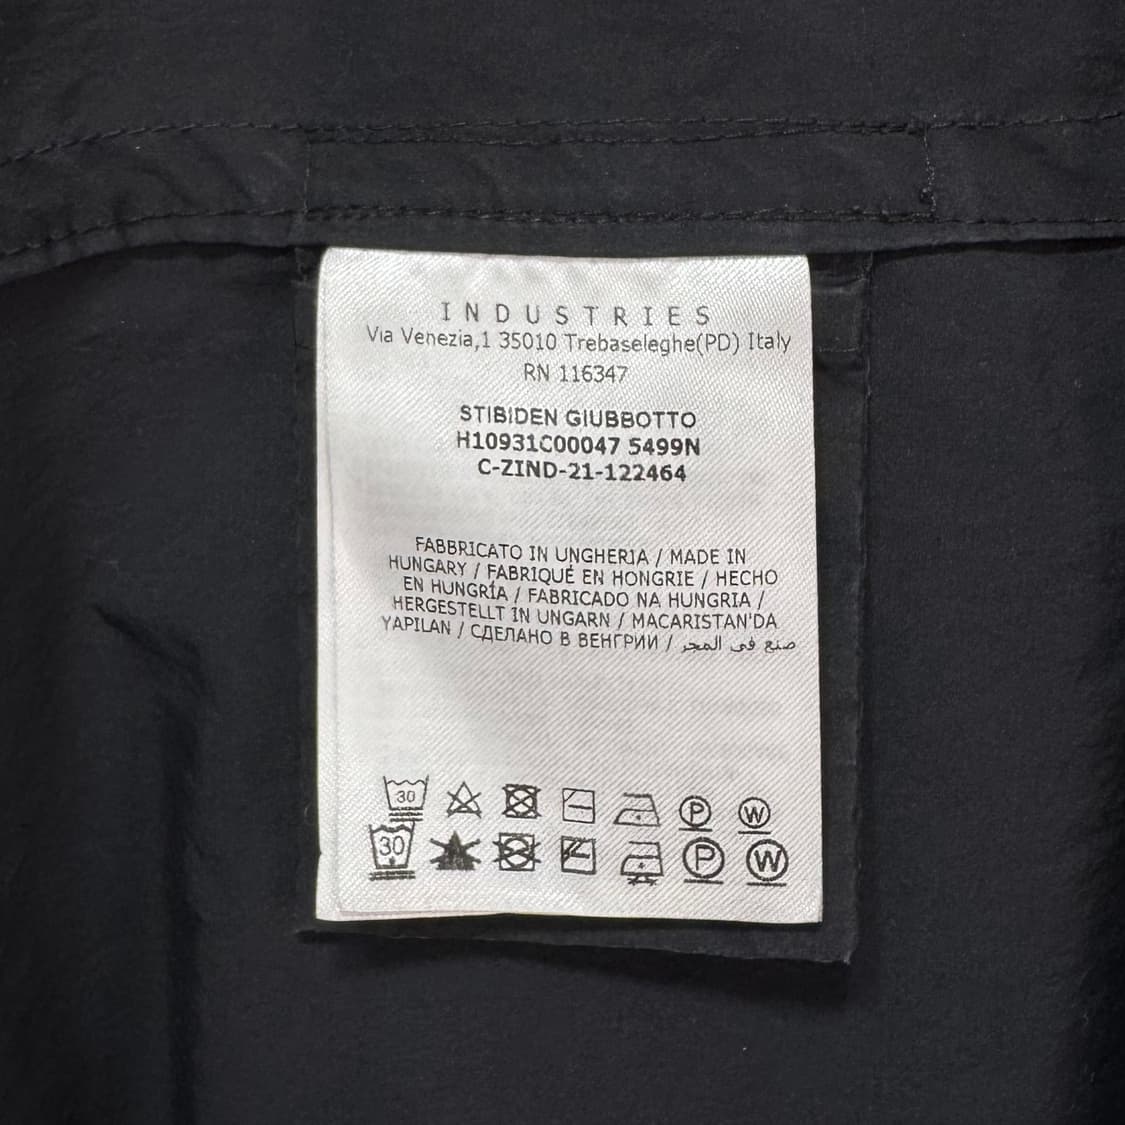 INDUSTRIES
Via Venezia,1 35010 Trebaseleghe(PD) Italy
RN 116347
STIBIDEN GIUBBOTTO
H10931C00047 5499N
C-ZIND-21-122464
FABBRICATO IN UNGHERIA / MADE IN
HUNGARY / FABRIQUÉ EN HONGRIE / HECHO
EN HUNGRÍA / FABRICADO NA HUNGRIA /
HERGESTELLT IN UNGARN / MACARISTAN'DA
YAPILAN / СДЕЛАНО В ВЕНГРИИ / صنع في المجر
30 P W
30 P W